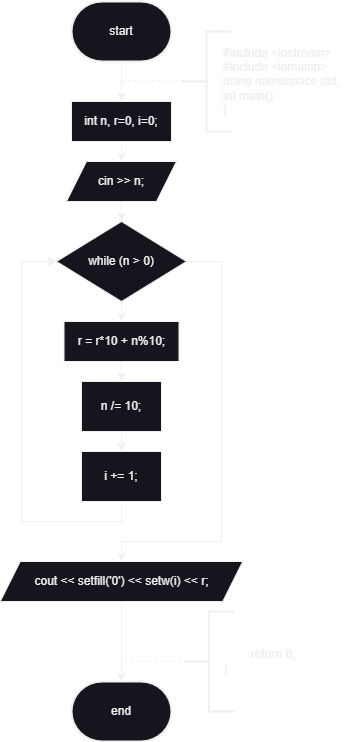 start
#include <iostream>
#include <iomanip>
using namespace std;
int main()
{
int n, r=0, i=0;
cin >> n;
while (n > 0)
r = r*10 + n%10;
n /= 10;
i += 1;
cout << setfill('0') << setw(i) << r;
return 0;
}
end